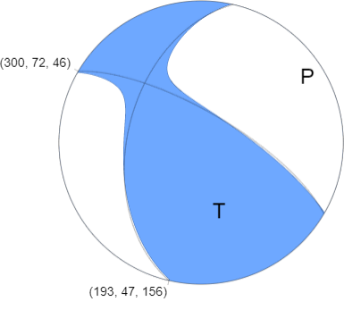 P
(300, 72, 46)
T
(193, 47, 156)